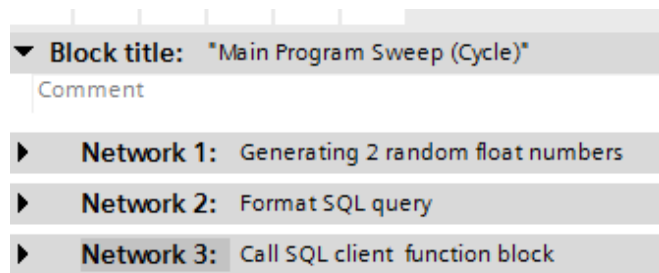 Block title: "Main Program Sweep (Cycle)"
Comment
Network 1: Generating 2 random float numbers
Network 2: Format SQL query
Network 3: Call SQL client function block